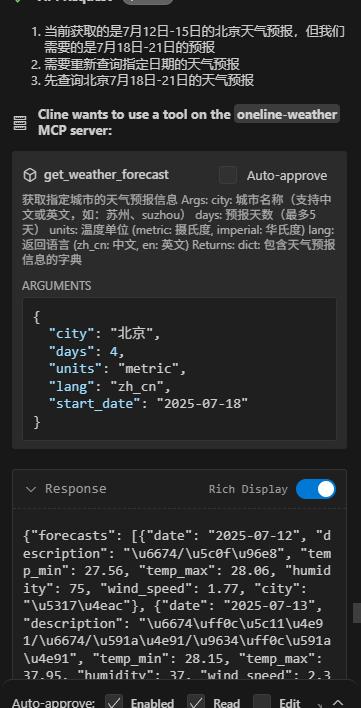 1. 当前获取的是7月12日-15日的北京天气预报，但我们
需要的是7月18日-21日的预报
2. 需要重新查询指定日期的天气预报
3. 先查询北京7月18日-21日的天气预报
Cline wants to use a tool on the oneline-weather
MCP server:
get_weather_forecast Auto-approve
获取指定城市的天气预报信息 Args: city: 城市名称（支持中
文或英文，如：苏州、suzhou） days: 预报天数（最多5
天） units: 温度单位 (metric: 摄氏度, imperial: 华氏度) lang:
返回语言 (zh_cn: 中文, en: 英文) Returns: dict: 包含天气预报
信息的字典
ARGUMENTS
{
"city": "北京",
"days": 4,
"units": "metric",
"lang": "zh_cn",
"start_date": "2025-07-18"
}
Response Rich Display
{"forecasts": [{"date": "2025-07-12", "d
escription": "\u6674/\u5c0f\u96e8", "tem
p_min": 27.56, "temp_max": 28.06, "humid
ity": 75, "wind_speed": 1.77, "city":
"\u5317\u4eac"}, {"date": "2025-07-13",
"description": "\u6674\uff0c\u5c11\u4e9
1/\u6674/\u591a\u4e91/\u9634\uff0c\u591a
\u4e91", "temp_min": 28.15, "temp_max":
37.95, "humidity": 37, "wind_speed": 2.3
Auto-approve: Enabled Read Edit